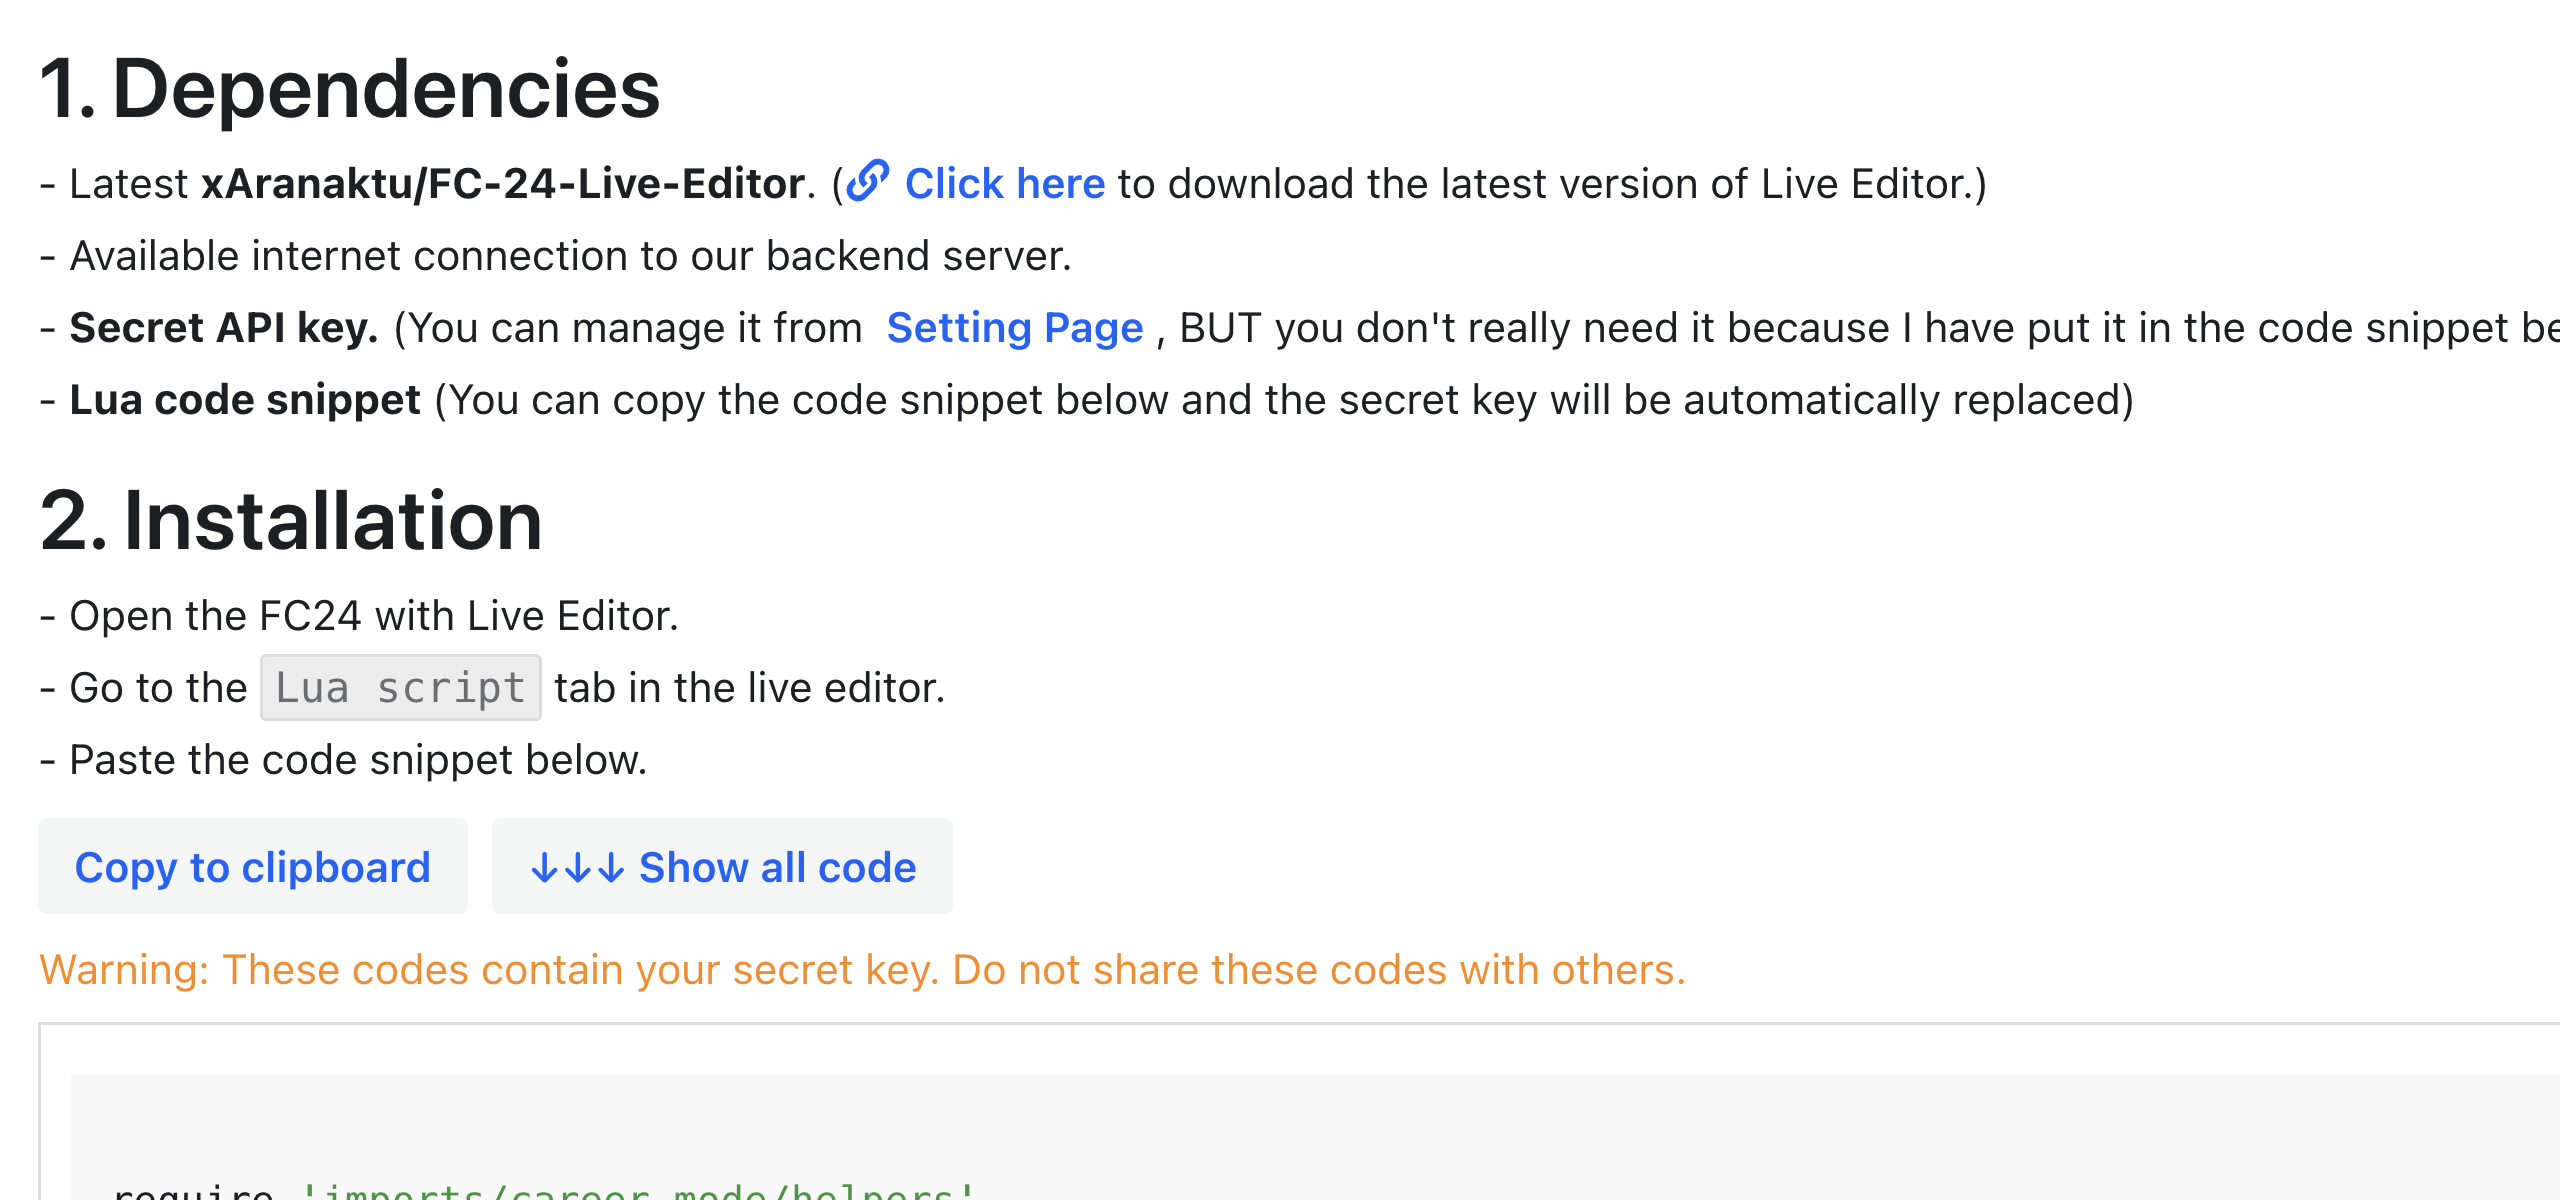 1. Dependencies
- Latest xAranaktu/FC-24-Live-Editor. (🔗 Click here to download the latest version of Live Editor.)
- Available internet connection to our backend server.
- Secret API key. (You can manage it from Setting Page , BUT you don't really need it because I have put it in the code snippet be
- Lua code snippet (You can copy the code snippet below and the secret key will be automatically replaced)
2. Installation
- Open the FC24 with Live Editor.
- Go to the Lua script tab in the live editor.
- Paste the code snippet below.
Copy to clipboard ↓↓↓ Show all code
Warning: These codes contain your secret key. Do not share these codes with others.
require 'imports/career_mode/helpers'